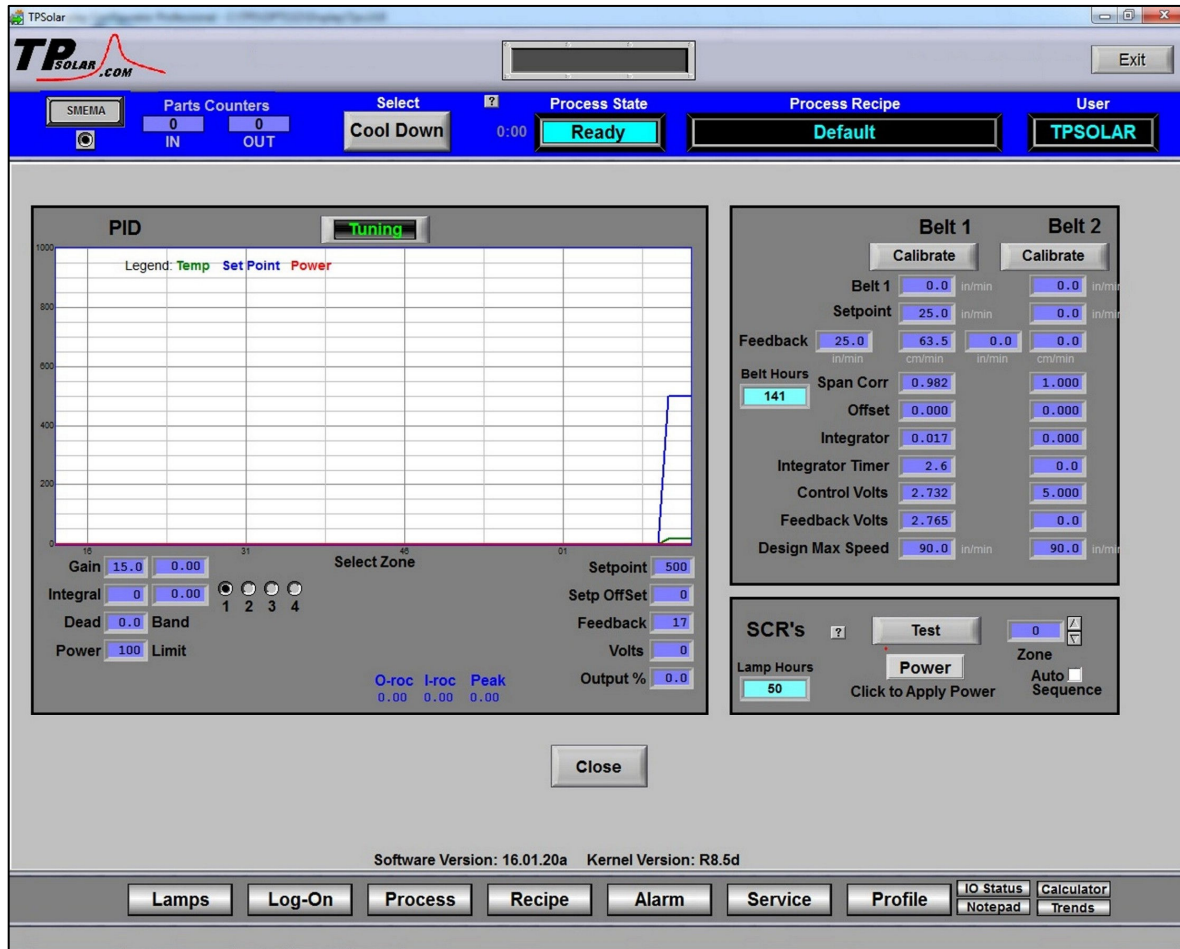 TPSolar
TP SOLAR .COM
Exit
SMEMA
Parts Counters
0 0
IN OUT
Select
Cool Down
?
0:00
Process State
Ready
Process Recipe
Default
User
TPSOLAR
PID
Tuning
Legend: Temp Set Point Power
1000
800
600
400
200
0
16 31 46 01
Gain 15.0 0.00
Integral 0 0.00
Dead 0.0 Band
Power 100 Limit
Select Zone
1 2 3 4
O-roc I-roc Peak
0.00 0.00 0.00
Setpoint 500
Setp OffSet 0
Feedback 17
Volts 0
Output % 0.0
Belt 1 Belt 2
Calibrate Calibrate
Belt 1 0.0 in/min 0.0 in/min
Setpoint 25.0 in/min 0.0 in/min
Feedback 25.0 63.5 0.0 0.0
in/min cm/min in/min cm/min
Belt Hours
141
Span Corr 0.982 1.000
Offset 0.000 0.000
Integrator 0.017 0.000
Integrator Timer 2.6 0.0
Control Volts 2.732 5.000
Feedback Volts 2.765 0.0
Design Max Speed 90.0 in/min 90.0 in/min
SCR's ? Test 0
Zone
Lamp Hours
50
Power
Click to Apply Power
Auto
Sequence
Close
Software Version: 16.01.20a Kernel Version: R8.5d
Lamps Log-On Process Recipe Alarm Service Profile
IO Status Calculator
Notepad Trends